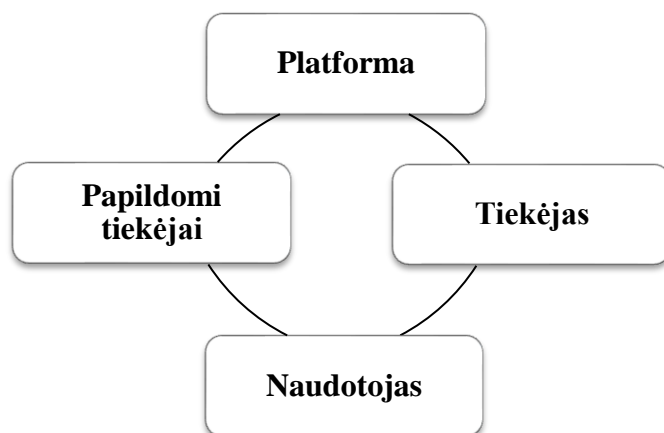 Platforma
Papildomi
tiekėjai
Tiekėjas
Naudotojas